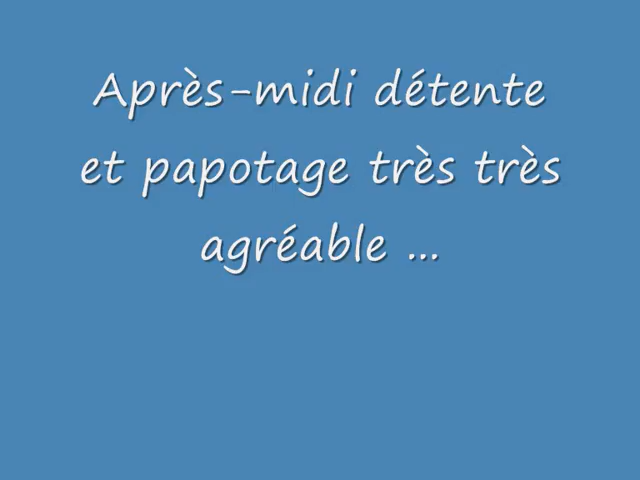 Après-midi détente
et papotage très très
agréable ...